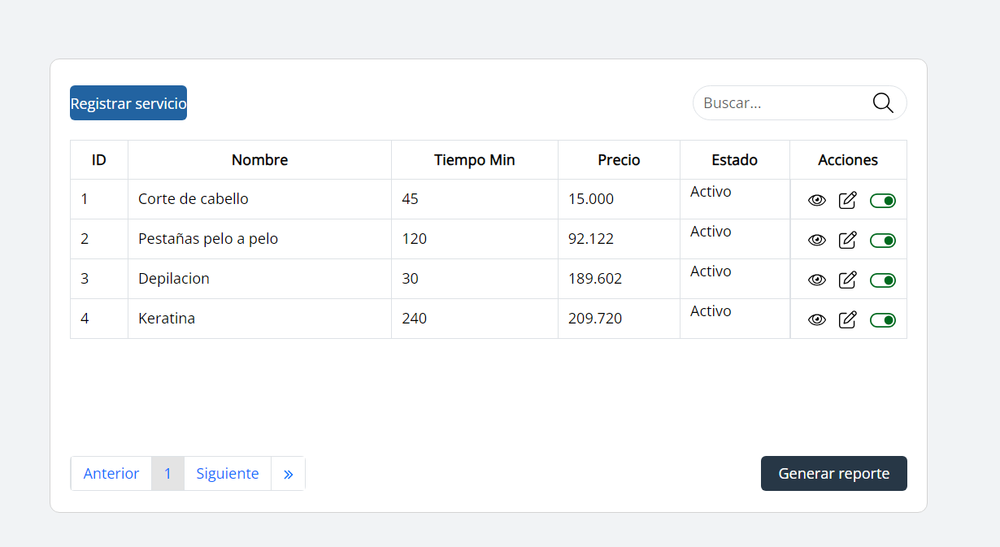 Registrar servicio
Buscar...
ID Nombre Tiempo Min Precio Estado Acciones
1 Corte de cabello 45 15.000 Activo
2 Pestañas pelo a pelo 120 92.122 Activo
3 Depilacion 30 189.602 Activo
4 Keratina 240 209.720 Activo
Anterior 1 Siguiente »
Generar reporte